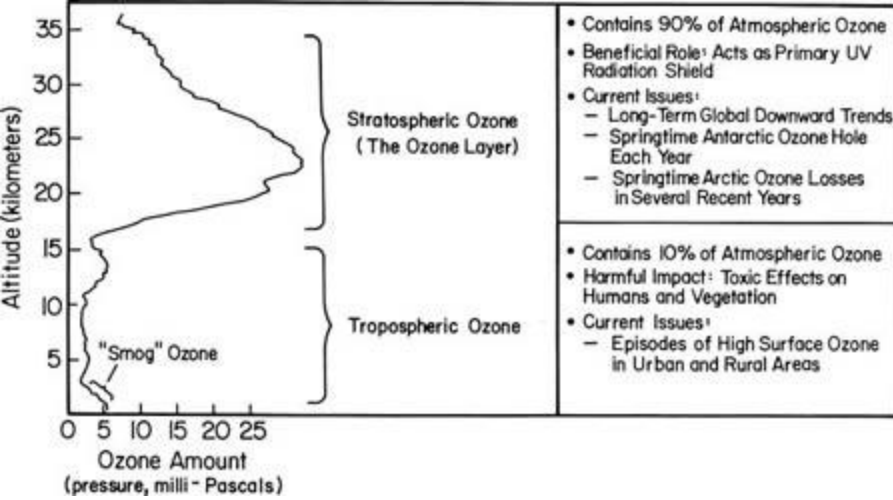 35
30
25
20
15
10
5
Altitude (kilometers)
0 5 10 15 20 25
Ozone Amount
(pressure, milli-Pascals)
"Smog" Ozone
Stratospheric Ozone
(The Ozone Layer)
Tropospheric Ozone
• Contains 90% of Atmospheric Ozone
• Beneficial Role: Acts as Primary UV
Radiation Shield
• Current Issues:
– Long-Term Global Downward Trends
– Springtime Antarctic Ozone Hole
Each Year
– Springtime Arctic Ozone Losses
in Several Recent Years
• Contains 10% of Atmospheric Ozone
• Harmful Impact: Toxic Effects on
Humans and Vegetation
• Current Issues:
– Episodes of High Surface Ozone
in Urban and Rural Areas